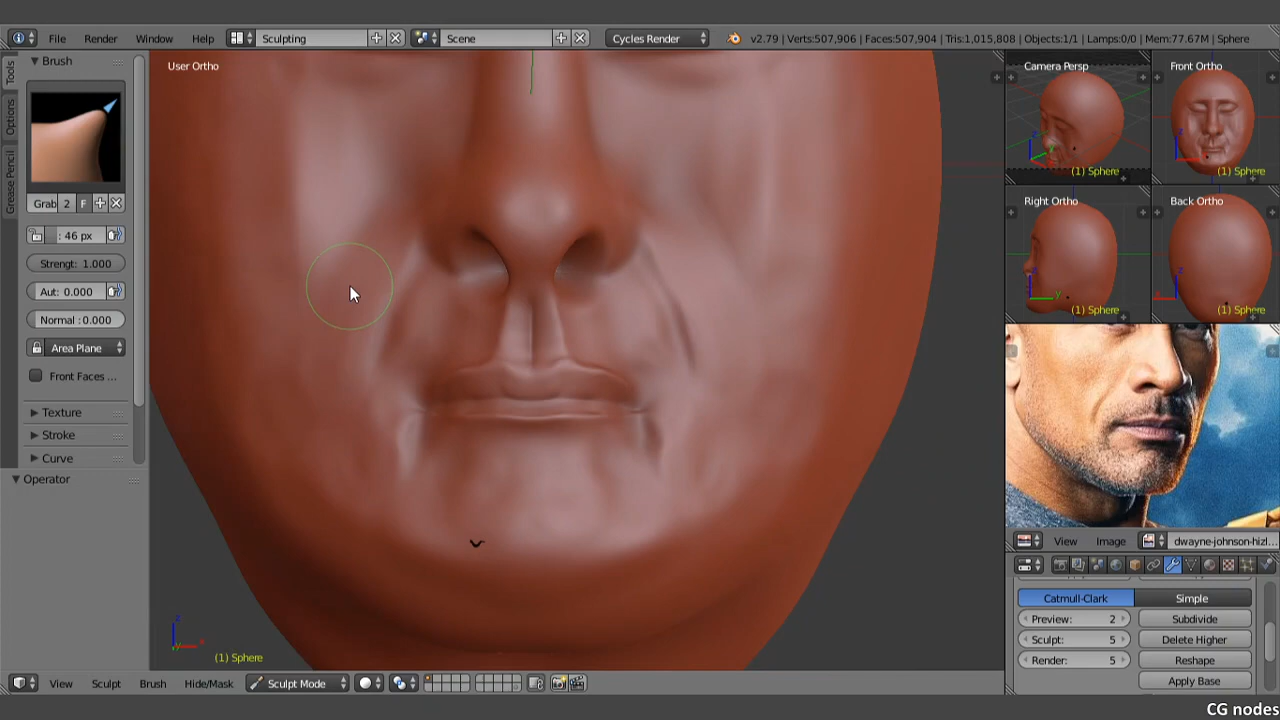 File Render Window Help Sculpting Scene Cycles Render v2.79 | Verts:507,906 | Faces:507,904 | Tris:1,015,808 | Objects:1/1 | Lamps:0/0 | Mem:77.67M | Sphere
Tools
Options
Grease Pencil
Brush
Grab 2 F
: 46 px
Strengt: 1.000
Aut: 0.000
Normal : 0.000
Area Plane
Front Faces ...
Texture
Stroke
Curve
Operator
User Ortho
(1) Sphere
Camera Persp
(1) Sphere
Front Ortho
(1) Sphere
Right Ortho
(1) Sphere
Back Ortho
(1) Sphere
View Image dwayne-johnson-hizl...
Catmull-Clark Simple
Preview: 2 Subdivide
Sculpt: 5 Delete Higher
Render: 5 Reshape
Apply Base
View Sculpt Brush Hide/Mask Sculpt Mode
CG nodes